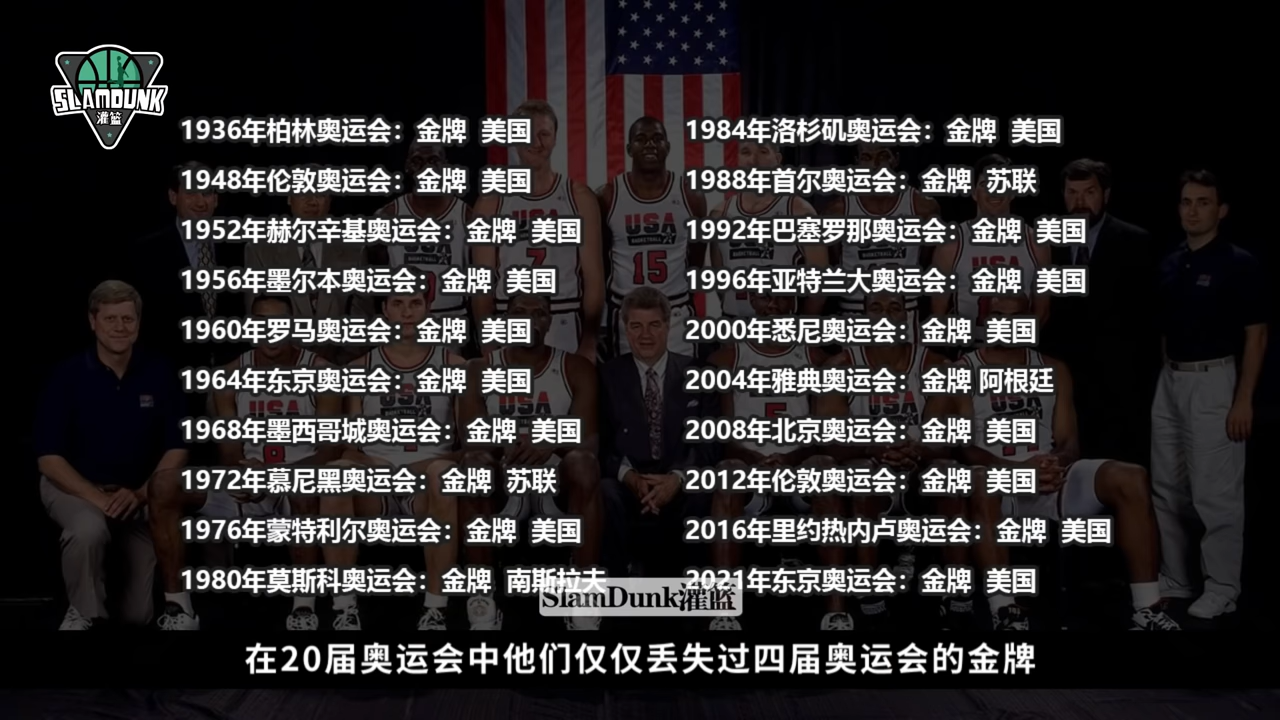 SLAMDUNK
灌篮
1936年柏林奥运会：金牌 美国
1948年伦敦奥运会：金牌 美国
1952年赫尔辛基奥运会：金牌 美国
1956年墨尔本奥运会：金牌 美国
1960年罗马奥运会：金牌 美国
1964年东京奥运会：金牌 美国
1968年墨西哥城奥运会：金牌 美国
1972年慕尼黑奥运会：金牌 苏联
1976年蒙特利尔奥运会：金牌 美国
1980年莫斯科奥运会：金牌 南斯拉夫
1984年洛杉矶奥运会：金牌 美国
1988年首尔奥运会：金牌 苏联
1992年巴塞罗那奥运会：金牌 美国
1996年亚特兰大奥运会：金牌 美国
2000年悉尼奥运会：金牌 美国
2004年雅典奥运会：金牌 阿根廷
2008年北京奥运会：金牌 美国
2012年伦敦奥运会：金牌 美国
2016年里约热内卢奥运会：金牌 美国
2021年东京奥运会：金牌 美国
USA
7
USA
BASKETBALL
15
USA
USA
USA
USA
USA
USA
SlamDunk灌篮
在20届奥运会中他们仅仅丢失过四届奥运会的金牌